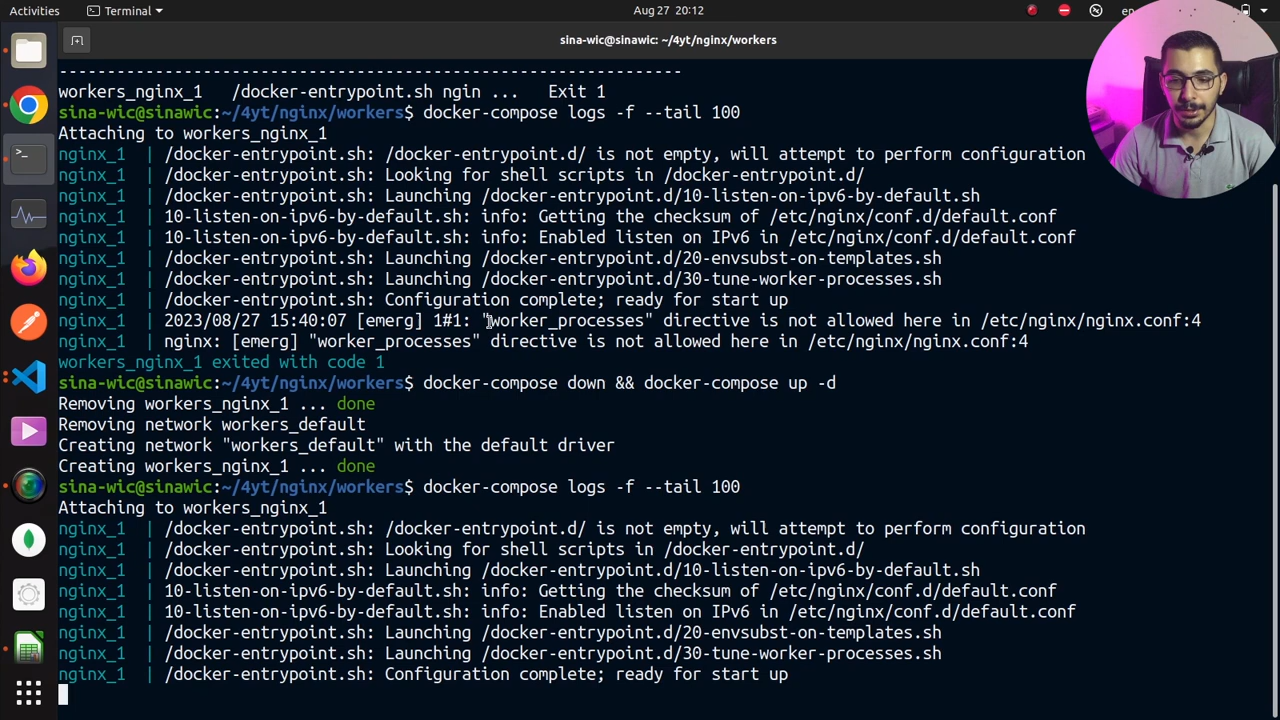 Activities
Terminal
Aug 27 20:12
en
sina-wic@sinawic: ~/4yt/nginx/workers
--------------------------------------------------------------------
workers_nginx_1   /docker-entrypoint.sh ngin ...   Exit 1
sina-wic@sinawic:~/4yt/nginx/workers$ docker-compose logs -f --tail 100
Attaching to workers_nginx_1
nginx_1  | /docker-entrypoint.sh: /docker-entrypoint.d/ is not empty, will attempt to perform configuration
nginx_1  | /docker-entrypoint.sh: Looking for shell scripts in /docker-entrypoint.d/
nginx_1  | /docker-entrypoint.sh: Launching /docker-entrypoint.d/10-listen-on-ipv6-by-default.sh
nginx_1  | 10-listen-on-ipv6-by-default.sh: info: Getting the checksum of /etc/nginx/conf.d/default.conf
nginx_1  | 10-listen-on-ipv6-by-default.sh: info: Enabled listen on IPv6 in /etc/nginx/conf.d/default.conf
nginx_1  | /docker-entrypoint.sh: Launching /docker-entrypoint.d/20-envsubst-on-templates.sh
nginx_1  | /docker-entrypoint.sh: Launching /docker-entrypoint.d/30-tune-worker-processes.sh
nginx_1  | /docker-entrypoint.sh: Configuration complete; ready for start up
nginx_1  | 2023/08/27 15:40:07 [emerg] 1#1: "worker_processes" directive is not allowed here in /etc/nginx/nginx.conf:4
nginx_1  | nginx: [emerg] "worker_processes" directive is not allowed here in /etc/nginx/nginx.conf:4
workers_nginx_1 exited with code 1
sina-wic@sinawic:~/4yt/nginx/workers$ docker-compose down && docker-compose up -d
Removing workers_nginx_1 ... done
Removing network workers_default
Creating network "workers_default" with the default driver
Creating workers_nginx_1 ... done
sina-wic@sinawic:~/4yt/nginx/workers$ docker-compose logs -f --tail 100
Attaching to workers_nginx_1
nginx_1  | /docker-entrypoint.sh: /docker-entrypoint.d/ is not empty, will attempt to perform configuration
nginx_1  | /docker-entrypoint.sh: Looking for shell scripts in /docker-entrypoint.d/
nginx_1  | /docker-entrypoint.sh: Launching /docker-entrypoint.d/10-listen-on-ipv6-by-default.sh
nginx_1  | 10-listen-on-ipv6-by-default.sh: info: Getting the checksum of /etc/nginx/conf.d/default.conf
nginx_1  | 10-listen-on-ipv6-by-default.sh: info: Enabled listen on IPv6 in /etc/nginx/conf.d/default.conf
nginx_1  | /docker-entrypoint.sh: Launching /docker-entrypoint.d/20-envsubst-on-templates.sh
nginx_1  | /docker-entrypoint.sh: Launching /docker-entrypoint.d/30-tune-worker-processes.sh
nginx_1  | /docker-entrypoint.sh: Configuration complete; ready for start up